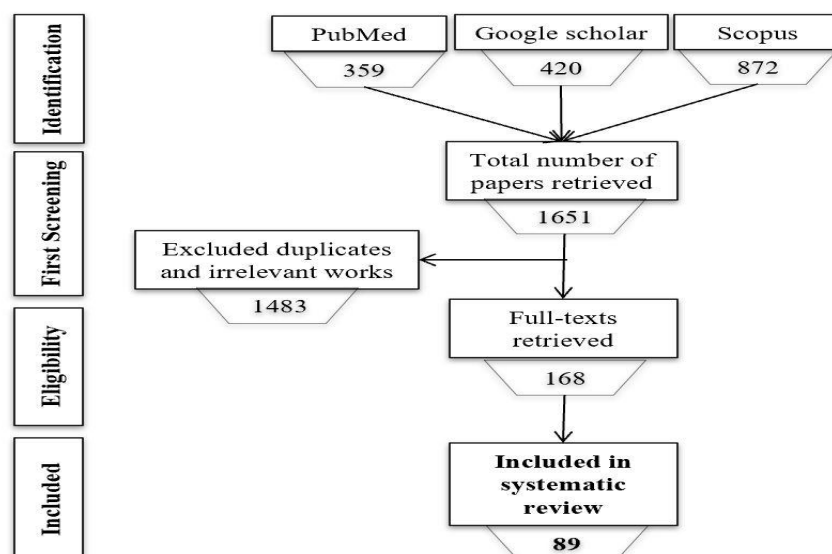 Identification
PubMed
359
Google scholar
420
Scopus
872
First Screening
Total number of
papers retrieved
1651
Excluded duplicates
and irrelevant works
1483
Eligibility
Full-texts
retrieved
168
Included
Included in
systematic
review
89